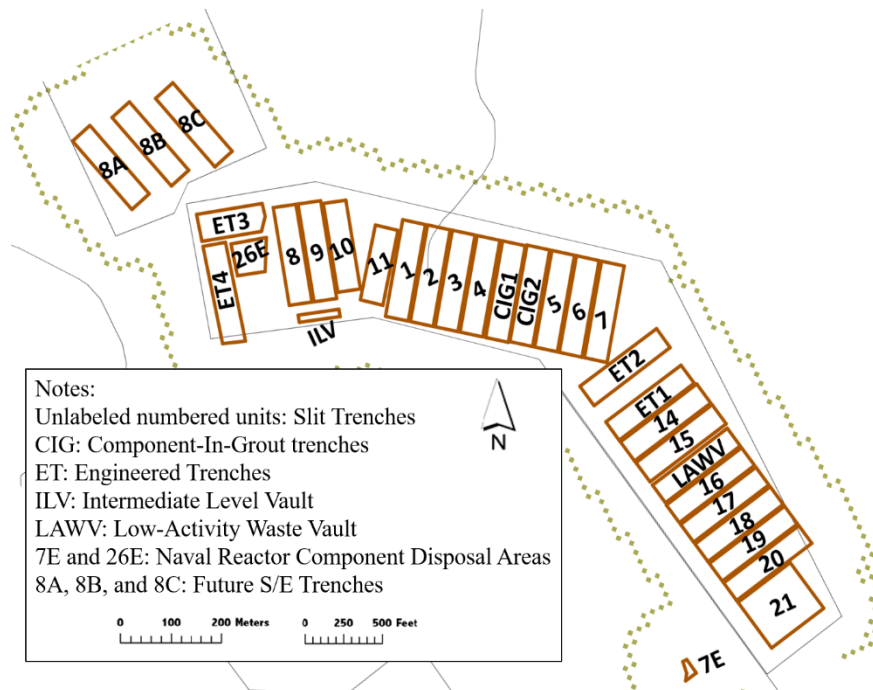 8A
8B
8C
ET3
26E
ET4
8
9
10
ILV
11
1
2
3
4
CIG1
CIG2
5
6
7
ET2
ET1
14
15
LAWV
16
17
18
19
20
21
7E
Notes:
Unlabeled numbered units: Slit Trenches
CIG: Component-In-Grout trenches
ET: Engineered Trenches
ILV: Intermediate Level Vault
LAWV: Low-Activity Waste Vault
7E and 26E: Naval Reactor Component Disposal Areas
8A, 8B, and 8C: Future S/E Trenches
N
0 100 200 Meters
0 250 500 Feet